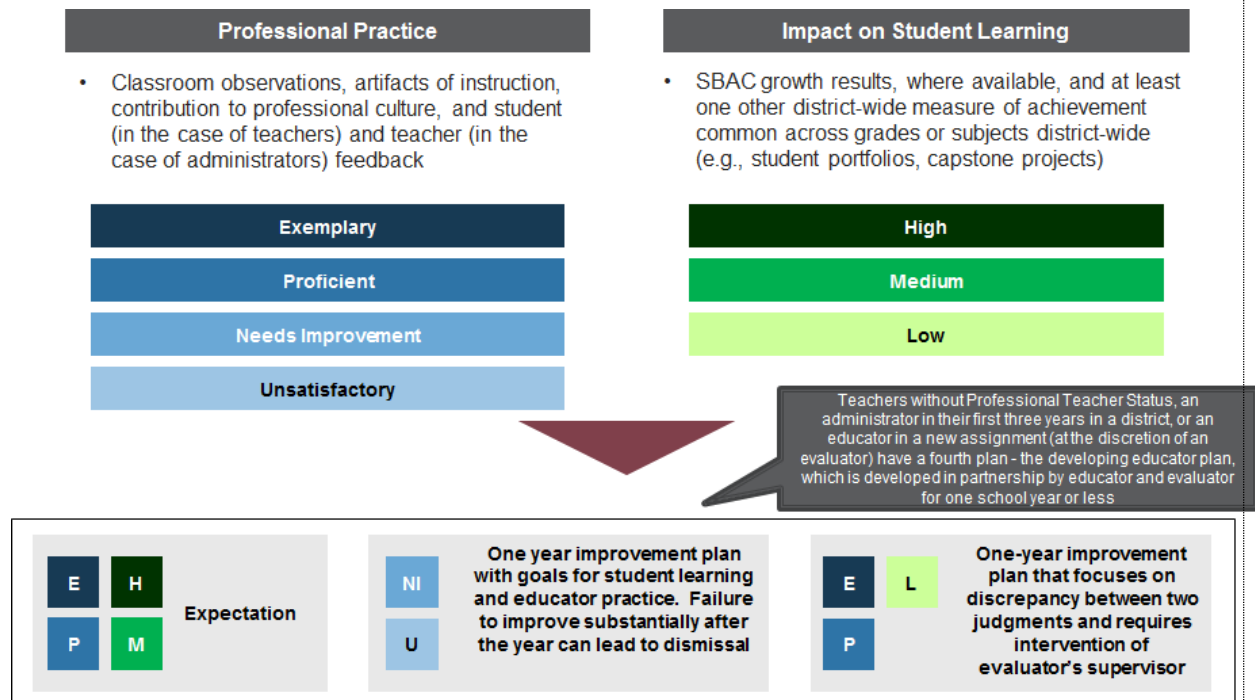 Professional Practice
• Classroom observations, artifacts of instruction,
contribution to professional culture, and student
(in the case of teachers) and teacher (in the
case of administrators) feedback
Exemplary
Proficient
Needs Improvement
Unsatisfactory
Impact on Student Learning
• SBAC growth results, where available, and at least
one other district-wide measure of achievement
common across grades or subjects district-wide
(e.g., student portfolios, capstone projects)
High
Medium
Low
Teachers without Professional Teacher Status, an
administrator in their first three years in a district, or an
educator in a new assignment (at the discretion of an
evaluator) have a fourth plan - the developing educator plan,
which is developed in partnership by educator and evaluator
for one school year or less
E H
P M
Expectation
NI
U
One year improvement plan
with goals for student learning
and educator practice. Failure
to improve substantially after
the year can lead to dismissal
E L
P
One-year improvement
plan that focuses on
discrepancy between two
judgments and requires
intervention of
evaluator's supervisor